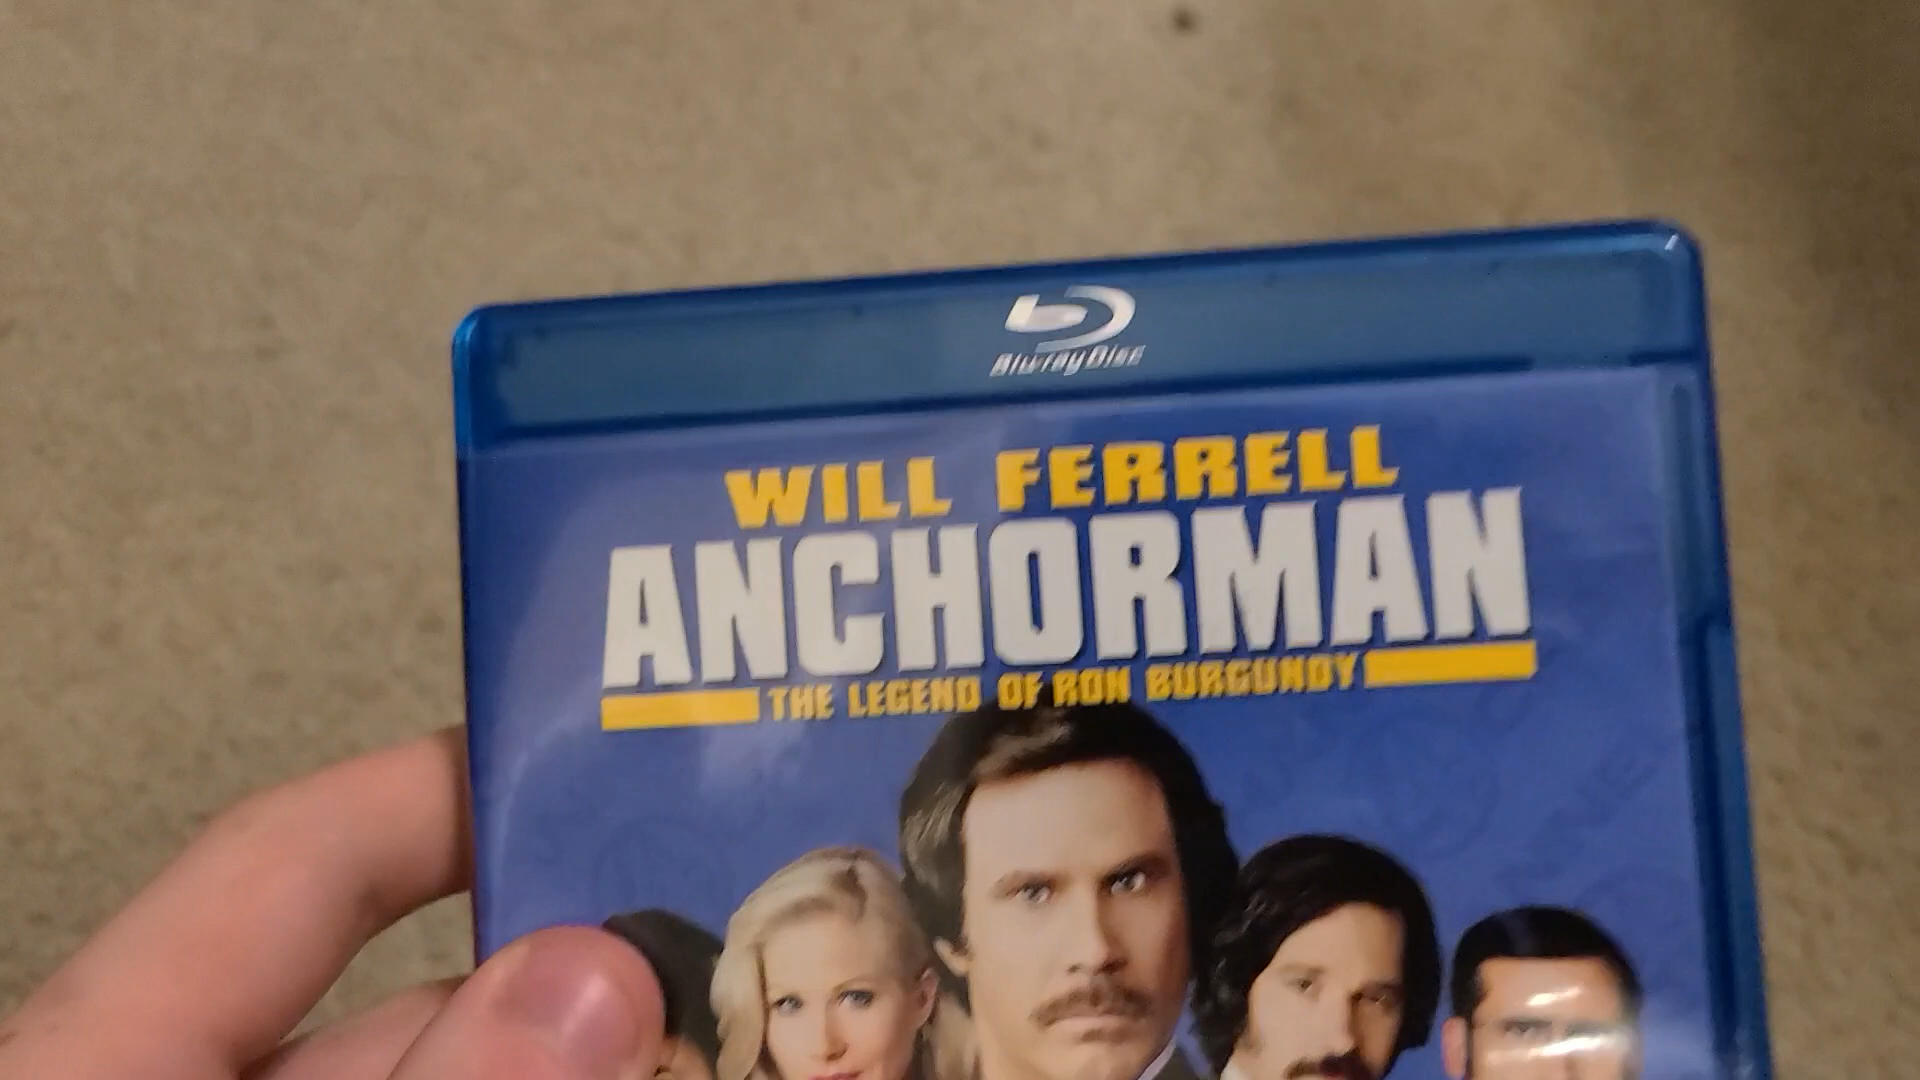 Blu-ray Disc
WILL FERRELL
ANCHORMAN
THE LEGEND OF RON BURGUNDY